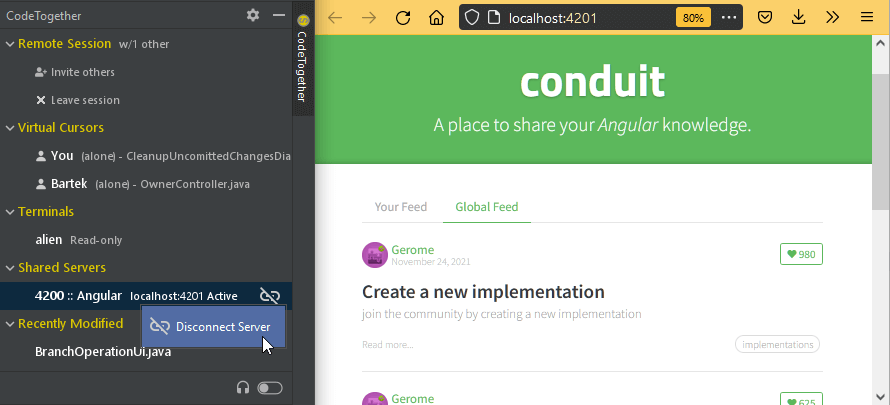 CodeTogether
Remote Session w/1 other
Invite others
Leave session
Virtual Cursors
You (alone) - CleanupUncomittedChangesDia
Bartek (alone) - OwnerController.java
Terminals
alien Read-only
Shared Servers
4200 :: Angular localhost:4201 Active
Disconnect Server
Recently Modified
BranchOperationUi.java
CodeTogether
localhost:4201 80%
conduit
A place to share your Angular knowledge.
Your Feed Global Feed
Gerome
November 24, 2021
980
Create a new implementation
join the community by creating a new implementation
Read more... implementations
Gerome
625